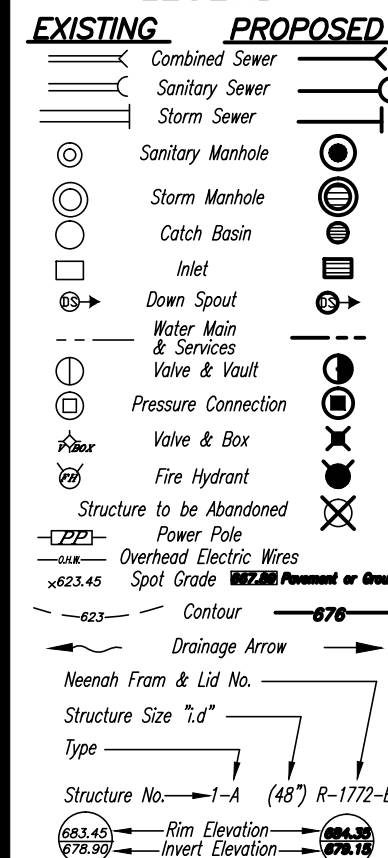 EXISTING PROPOSED
Combined Sewer
Sanitary Sewer
Storm Sewer
Sanitary Manhole
Storm Manhole
Catch Basin
Inlet
DS Down Spout DS
Water Main
& Services
Valve & Vault
Pressure Connection
V BOX Valve & Box
FH Fire Hydrant
Structure to be Abandoned
PP Power Pole
O.H.W. Overhead Electric Wires
x623.45 Spot Grade Pavement or Grou
623 Contour 676
Drainage Arrow
Neenah Fram & Lid No.
Structure Size "i.d"
Type
Structure No. 1-A (48") R-1772-B
683.45 Rim Elevation 684.35
678.90 Invert Elevation 679.15